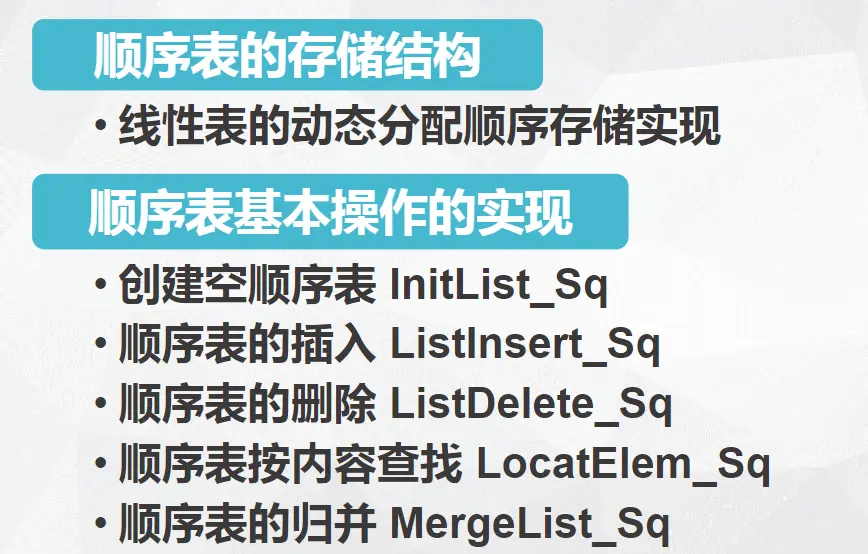 顺序表的存储结构
• 线性表的动态分配顺序存储实现
顺序表基本操作的实现
• 创建空顺序表 InitList_Sq
• 顺序表的插入 ListInsert_Sq
• 顺序表的删除 ListDelete_Sq
• 顺序表按内容查找 LocatElem_Sq
• 顺序表的归并 MergeList_Sq